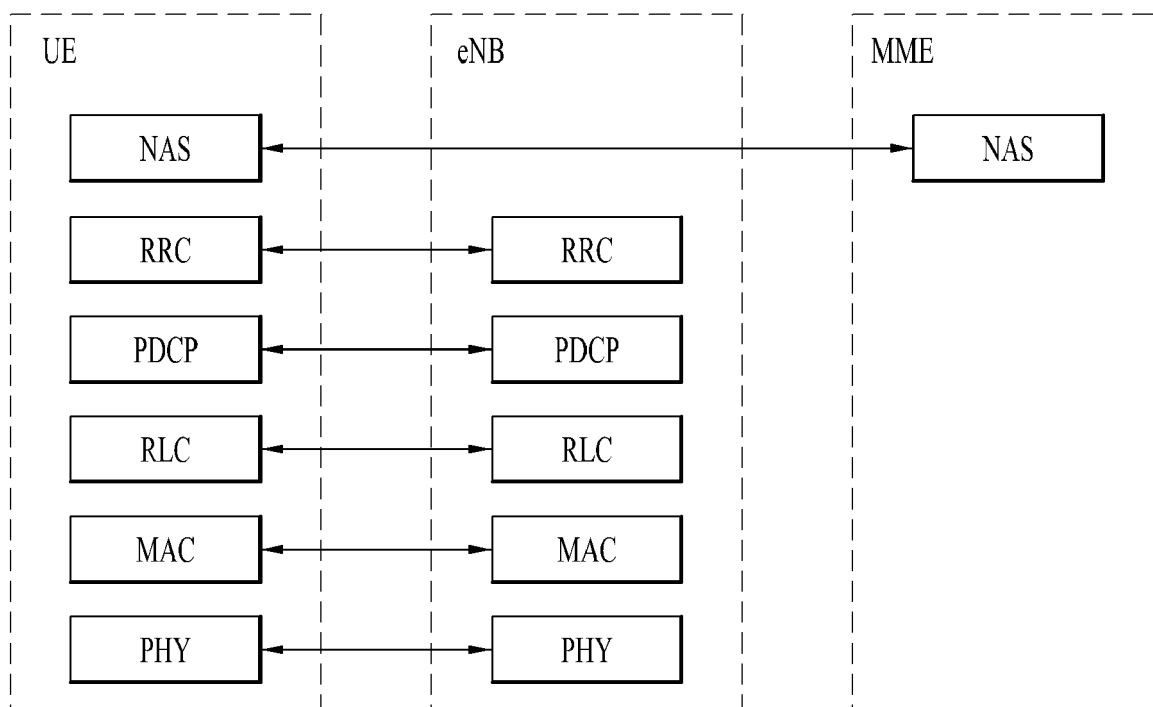 UE eNB MME
NAS NAS
RRC RRC
PDCP PDCP
RLC RLC
MAC MAC
PHY PHY